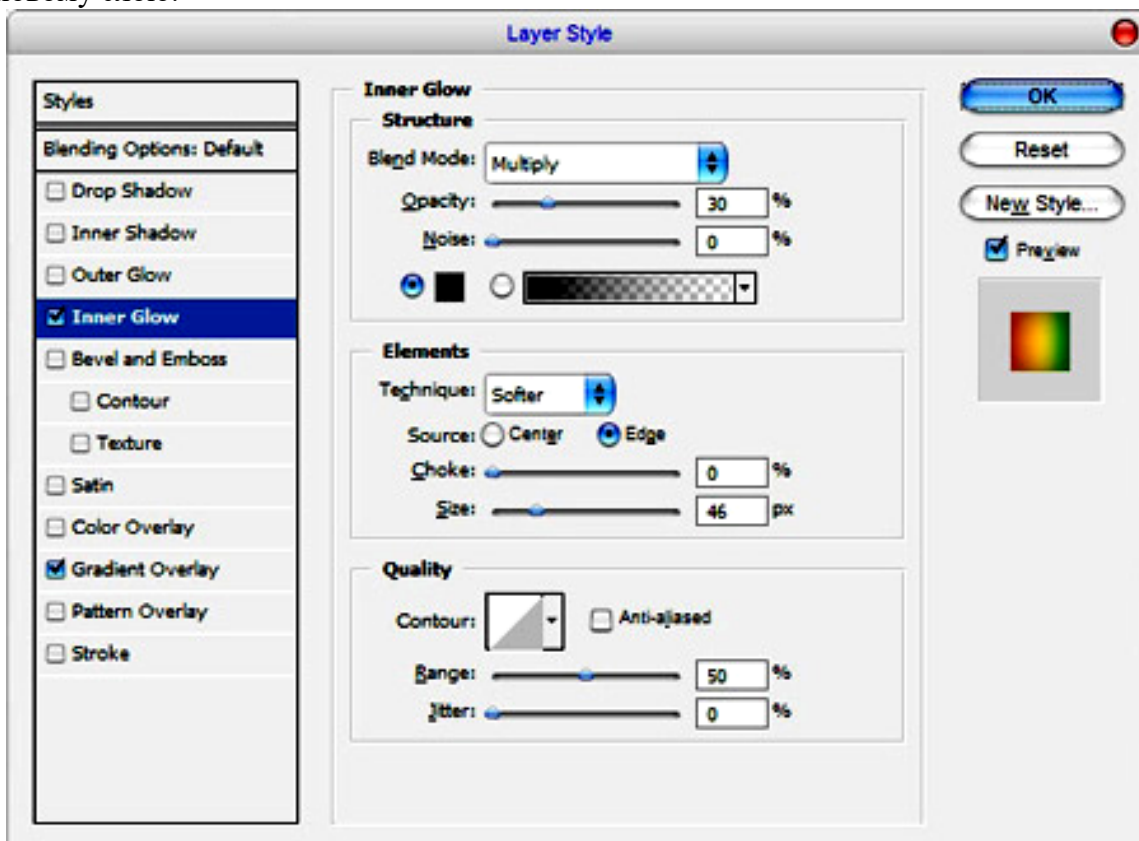 Layer Style
Styles
Blending Options: Default
Drop Shadow
Inner Shadow
Outer Glow
Inner Glow
Bevel and Emboss
Contour
Texture
Satin
Color Overlay
Gradient Overlay
Pattern Overlay
Stroke
Inner Glow
Structure
Blend Mode: Multiply
Opacity: 30 %
Noise: 0 %
Elements
Technique: Softer
Source: Center Edge
Choke: 0 %
Size: 46 px
Quality
Contour: Anti-aliased
Range: 50 %
Jitter: 0 %
OK
Reset
New Style...
Preview